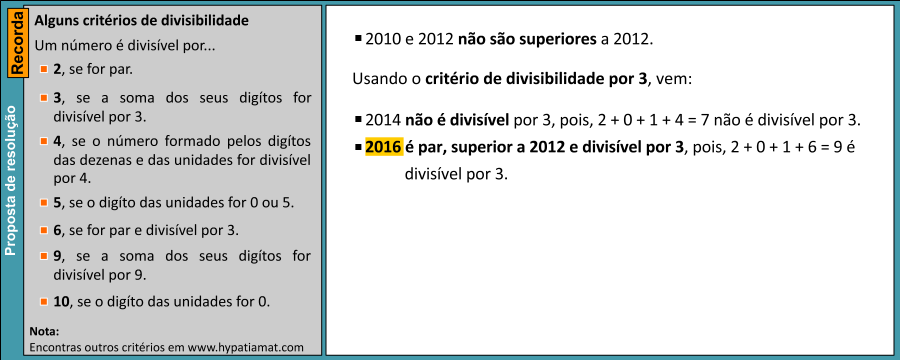 Recorda
Proposta de resolução
Alguns critérios de divisibilidade
Um número é divisível por...
2, se for par.
3, se a soma dos seus digítos for
divisível por 3.
4, se o número formado pelos digítos
das dezenas e das unidades for divisível
por 4.
5, se o digíto das unidades for 0 ou 5.
6, se for par e divisível por 3.
9, se a soma dos seus digítos for
divisível por 9.
10, se o digíto das unidades for 0.
Nota:
Encontras outros critérios em www.hypatiamat.com
2010 e 2012 não são superiores a 2012.
Usando o critério de divisibilidade por 3, vem:
2014 não é divisível por 3, pois, 2 + 0 + 1 + 4 = 7 não é divisível por 3.
2016 é par, superior a 2012 e divisível por 3, pois, 2 + 0 + 1 + 6 = 9 é
divisível por 3.